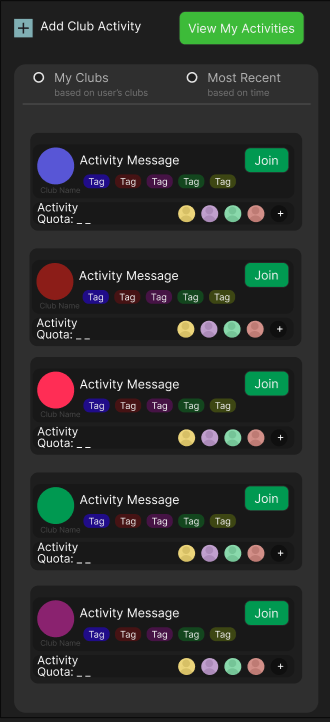 Add Club Activity
View My Activities
My Clubs
based on user's clubs
Most Recent
based on time
Activity Message
Join
Tag Tag Tag Tag Tag
Club Name
Activity
Quota: _ _
+
Activity Message
Join
Tag Tag Tag Tag Tag
Club Name
Activity
Quota: _ _
+
Activity Message
Join
Tag Tag Tag Tag Tag
Club Name
Activity
Quota: _ _
+
Activity Message
Join
Tag Tag Tag Tag Tag
Club Name
Activity
Quota: _ _
+
Activity Message
Join
Tag Tag Tag Tag Tag
Club Name
Activity
Quota: _ _
+